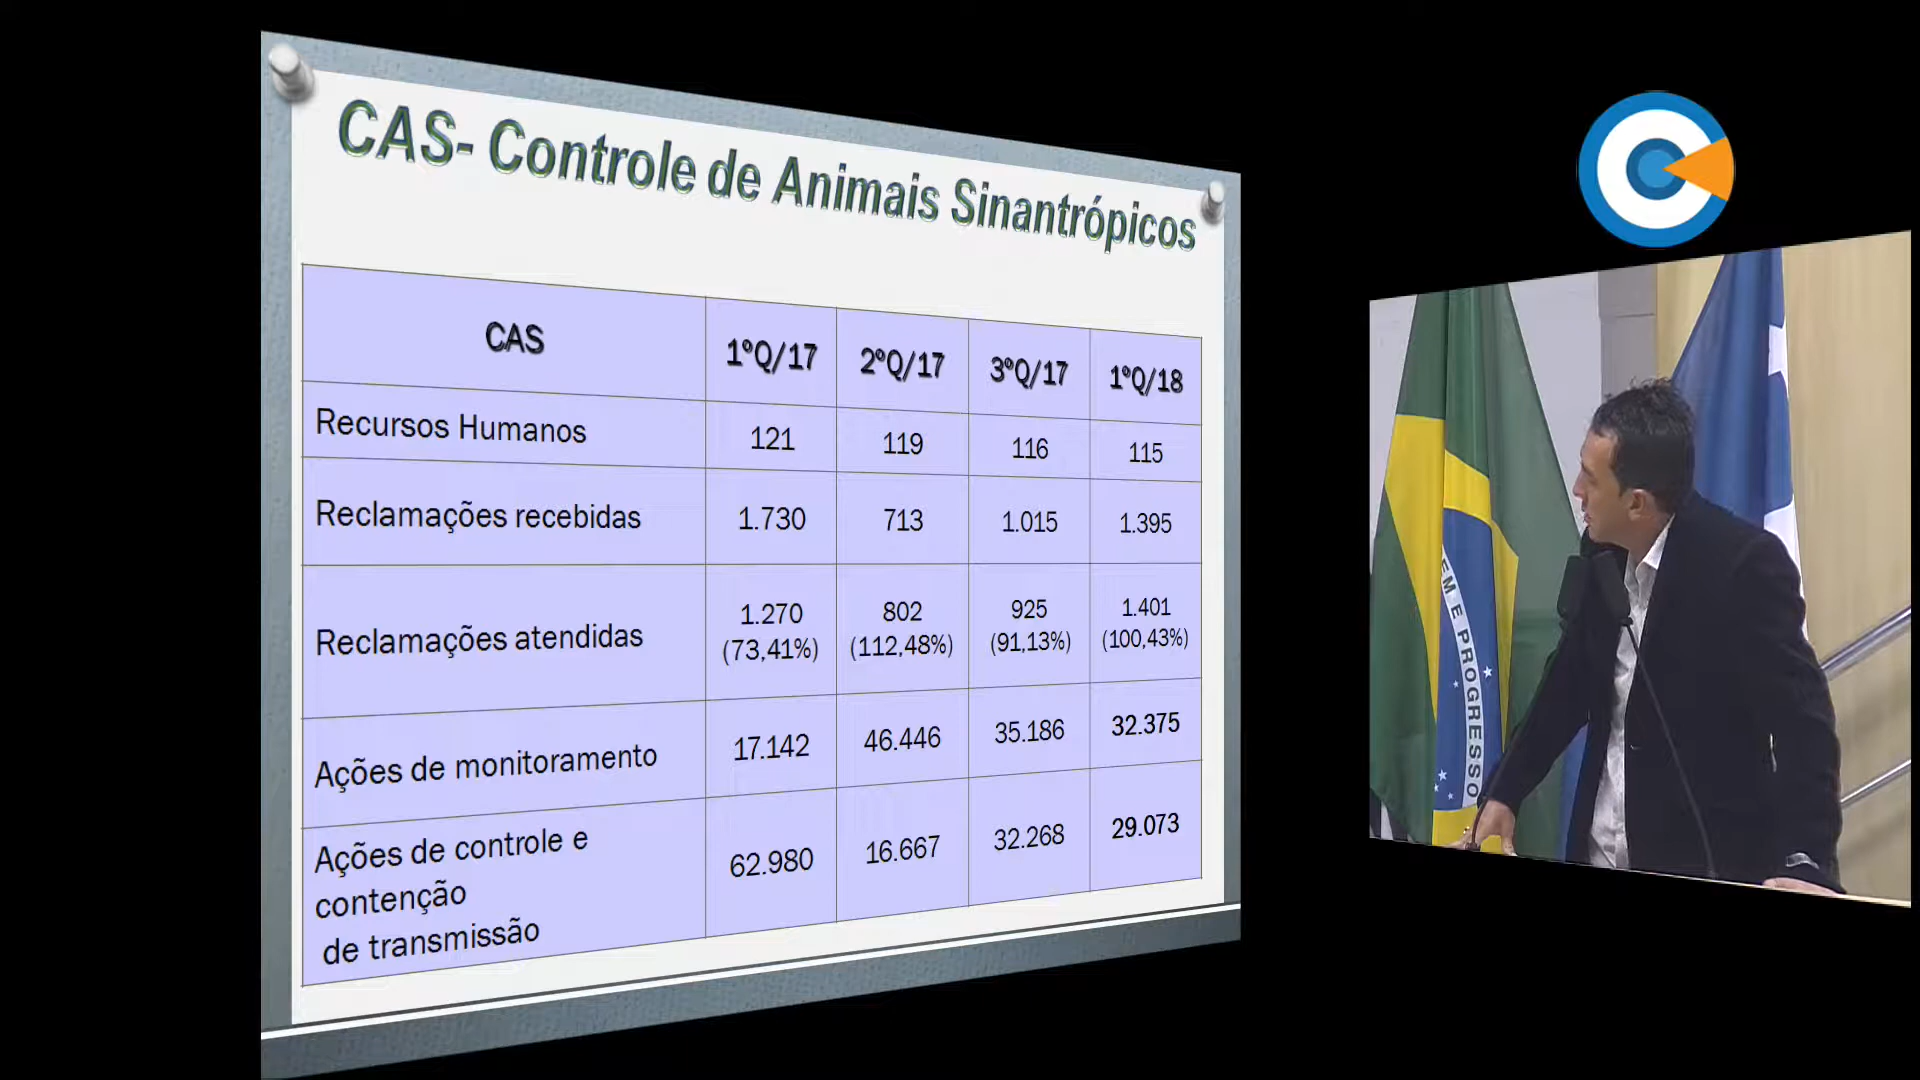 CAS- Controle de Animais Sinantrópicos
CAS 1ºQ/17 2ºQ/17 3ºQ/17 1ºQ/18
Recursos Humanos 121 119 116 115
Reclamações recebidas 1.730 713 1.015 1.395
Reclamações atendidas 1.270 (73,41%) 802 (112,48%) 925 (91,13%) 1.401 (100,43%)
Ações de monitoramento 17.142 46.446 35.186 32.375
Ações de controle e
contenção
de transmissão 62.980 16.667 32.268 29.073
EM E PROGRESSO